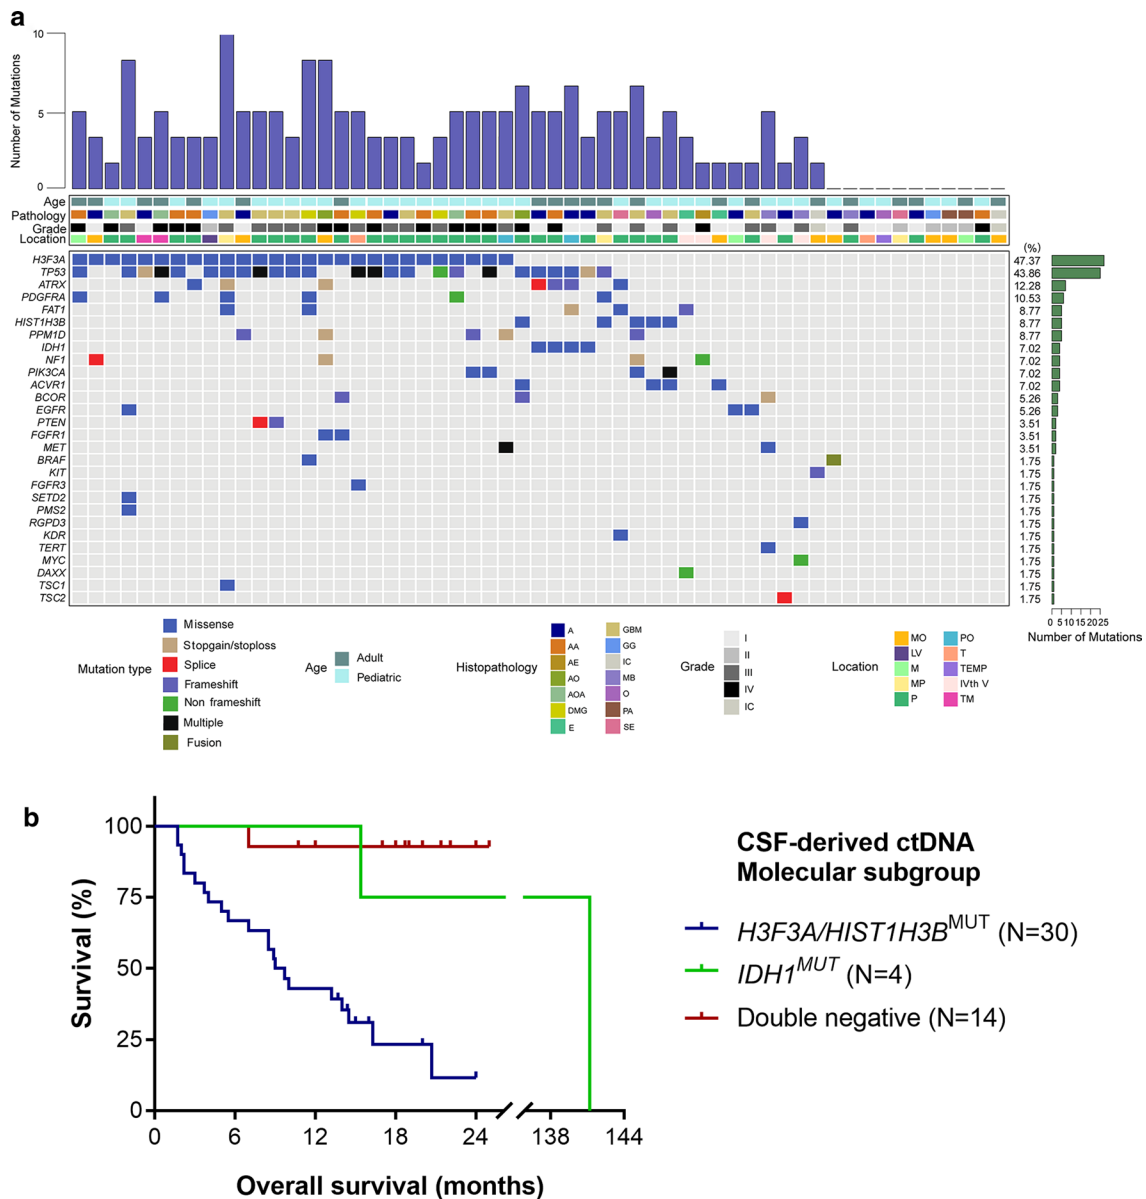 a
Number of Mutations
10
5
0
Age
Pathology
Grade
Location
(%)
H3F3A 47.37
TP53 43.86
ATRX 12.28
PDGFRA 10.53
FAT1 8.77
HIST1H3B 8.77
PPM1D 8.77
IDH1 7.02
NF1 7.02
PIK3CA 7.02
ACVR1 7.02
BCOR 5.26
EGFR 5.26
PTEN 3.51
FGFR1 3.51
MET 3.51
BRAF 1.75
KIT 1.75
FGFR3 1.75
SETD2 1.75
PMS2 1.75
RGPD3 1.75
KDR 1.75
TERT 1.75
MYC 1.75
DAXX 1.75
TSC1 1.75
TSC2 1.75
0 5 10 15 20 25
Number of Mutations
Mutation type
Missense
Stopgain/stoploss
Splice
Frameshift
Non frameshift
Multiple
Fusion
Age
Adult
Pediatric
Histopathology
A
AA
AE
AO
AOA
DMG
E
GBM
GG
IC
MB
O
PA
SE
Grade
I
II
III
IV
IC
Location
MO
LV
M
MP
P
PO
T
TEMP
IVth V
TM
b
Survival (%)
100
75
50
25
0
0 6 12 18 24 138 144
Overall survival (months)
CSF-derived ctDNA
Molecular subgroup
H3F3A/HIST1H3B^MUT (N=30)
IDH1^MUT (N=4)
Double negative (N=14)